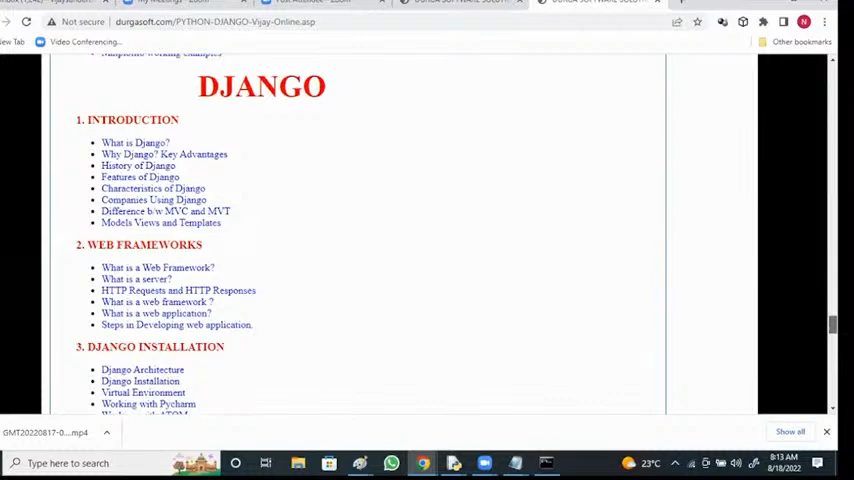 Not secure | durgasoft.com/PYTHON-DJANGO-Vijay-Online.asp
N
New Tab
Video Conferencing...
Other bookmarks
DJANGO
1. INTRODUCTION
What is Django?
Why Django? Key Advantages
History of Django
Features of Django
Characteristics of Django
Companies Using Django
Difference b/w MVC and MVT
Models Views and Templates
2. WEB FRAMEWORKS
What is a Web Framework?
What is a server?
HTTP Requests and HTTP Responses
What is a web framework ?
What is a web application?
Steps in Developing web application.
3. DJANGO INSTALLATION
Django Architecture
Django Installation
Virtual Environment
Working with Pycharm
Working with ATOM
GMT20220817-0....mp4
Show all
Type here to search
23°C
8:13 AM
8/18/2022